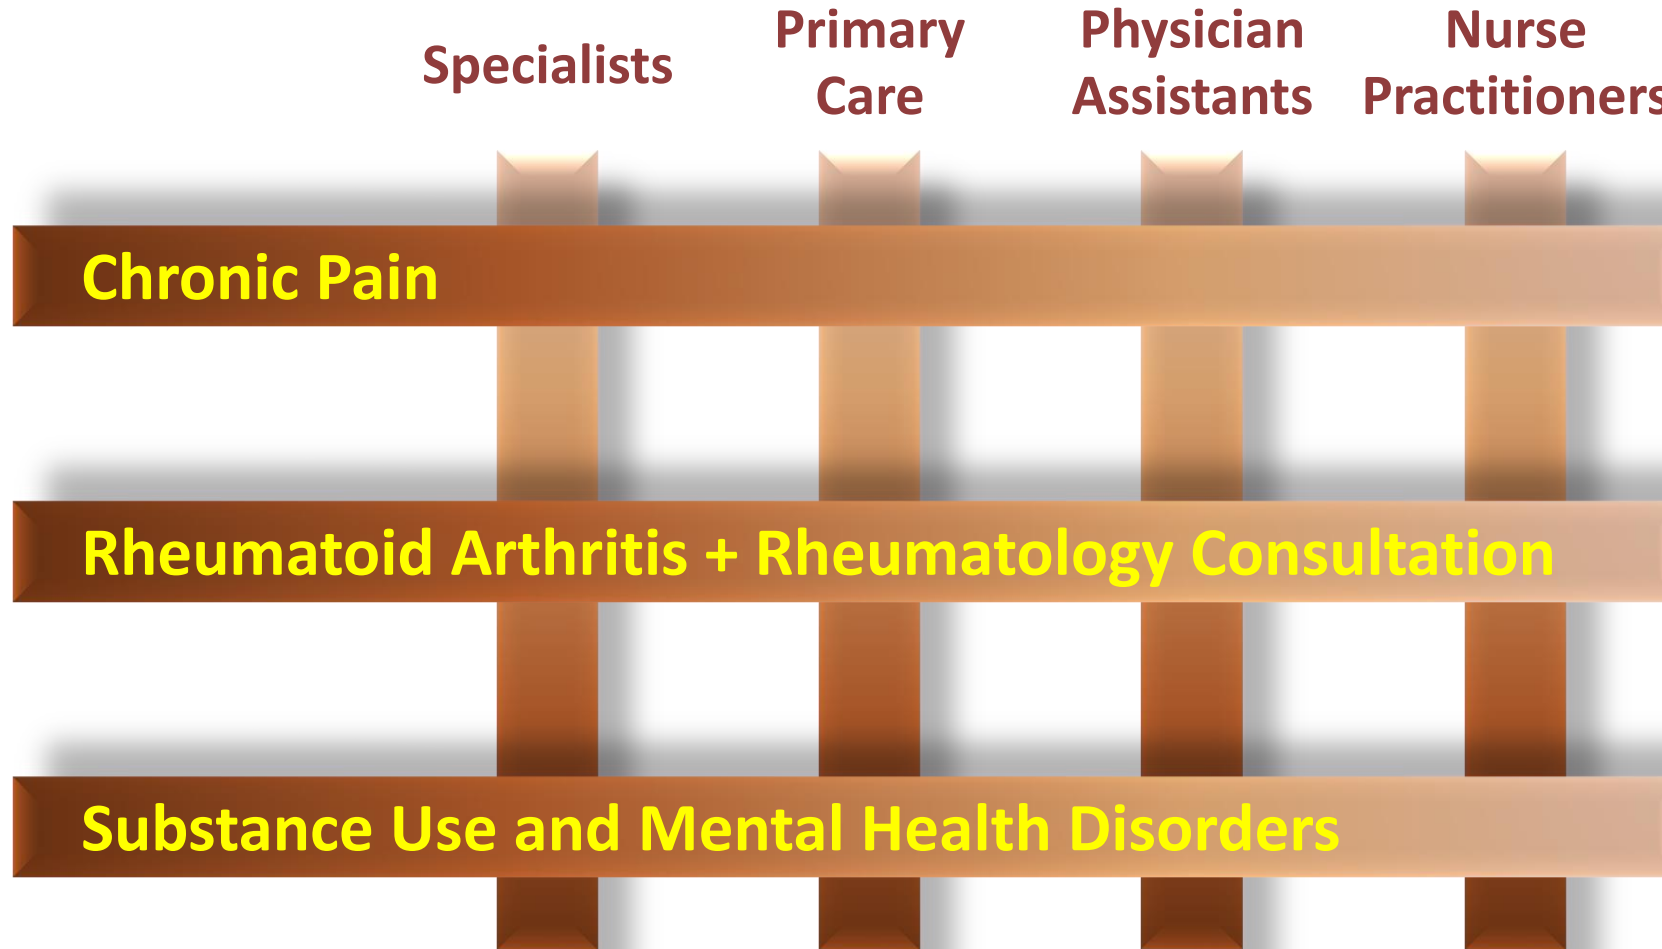 Specialists
Primary
Care
Physician
Assistants
Nurse
Practitioners
Chronic Pain
Rheumatoid Arthritis + Rheumatology Consultation
Substance Use and Mental Health Disorders